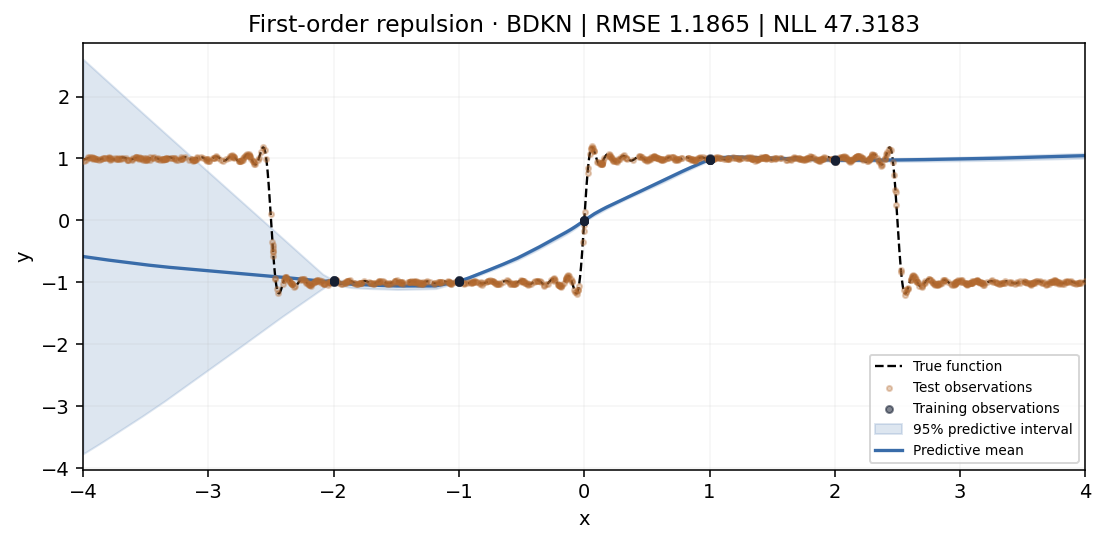 First-order repulsion · BDKN | RMSE 1.1865 | NLL 47.3183
y
2
1
0
−1
−2
−3
−4
−4 −3 −2 −1 0 1 2 3 4
x
True function
Test observations
Training observations
95% predictive interval
Predictive mean